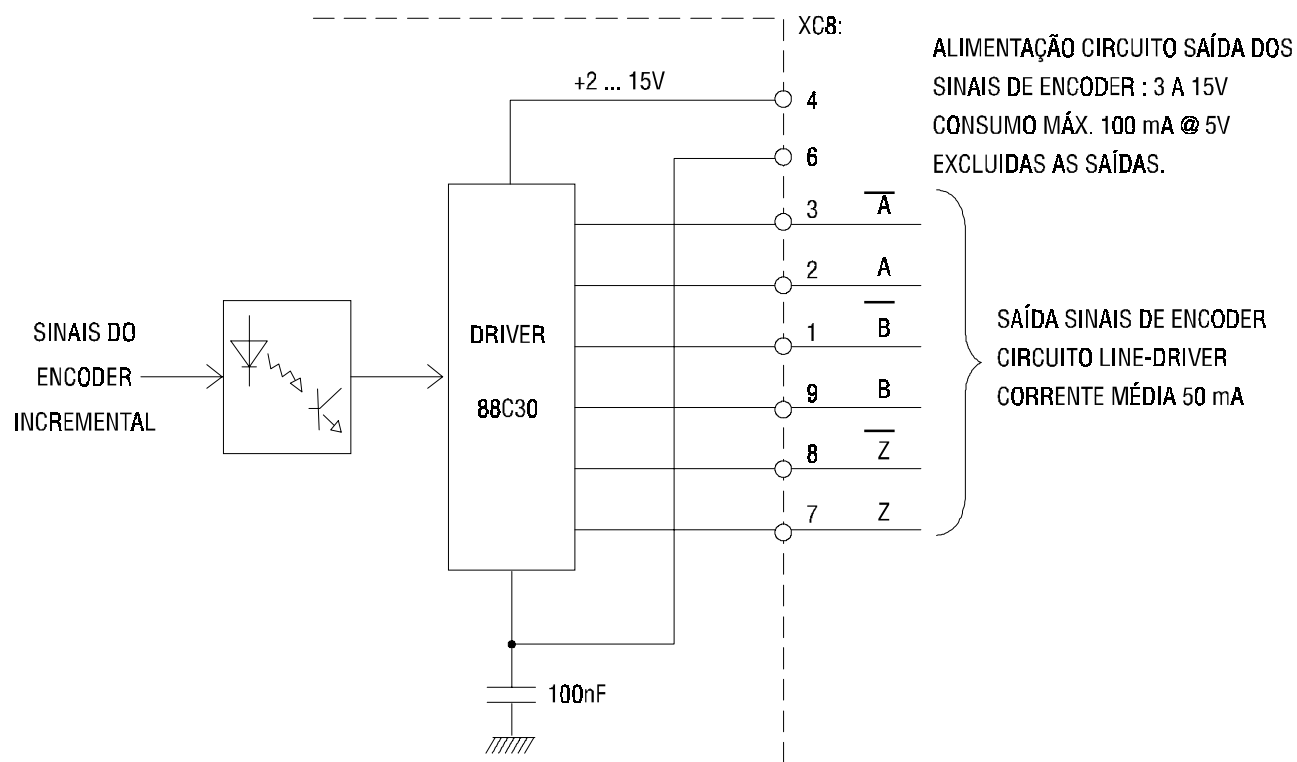 XC8:
ALIMENTAÇÃO CIRCUITO SAÍDA DOS
SINAIS DE ENCODER : 3 A 15V
CONSUMO MÁX. 100 mA @ 5V
EXCLUIDAS AS SAÍDAS.
+2 ... 15V
4
6
3 A̅
2 A
1 B̅
9 B
8 Z̅
7 Z
SINAIS DO
ENCODER
INCREMENTAL
DRIVER
88C30
SAÍDA SINAIS DE ENCODER
CIRCUITO LINE-DRIVER
CORRENTE MÉDIA 50 mA
100nF